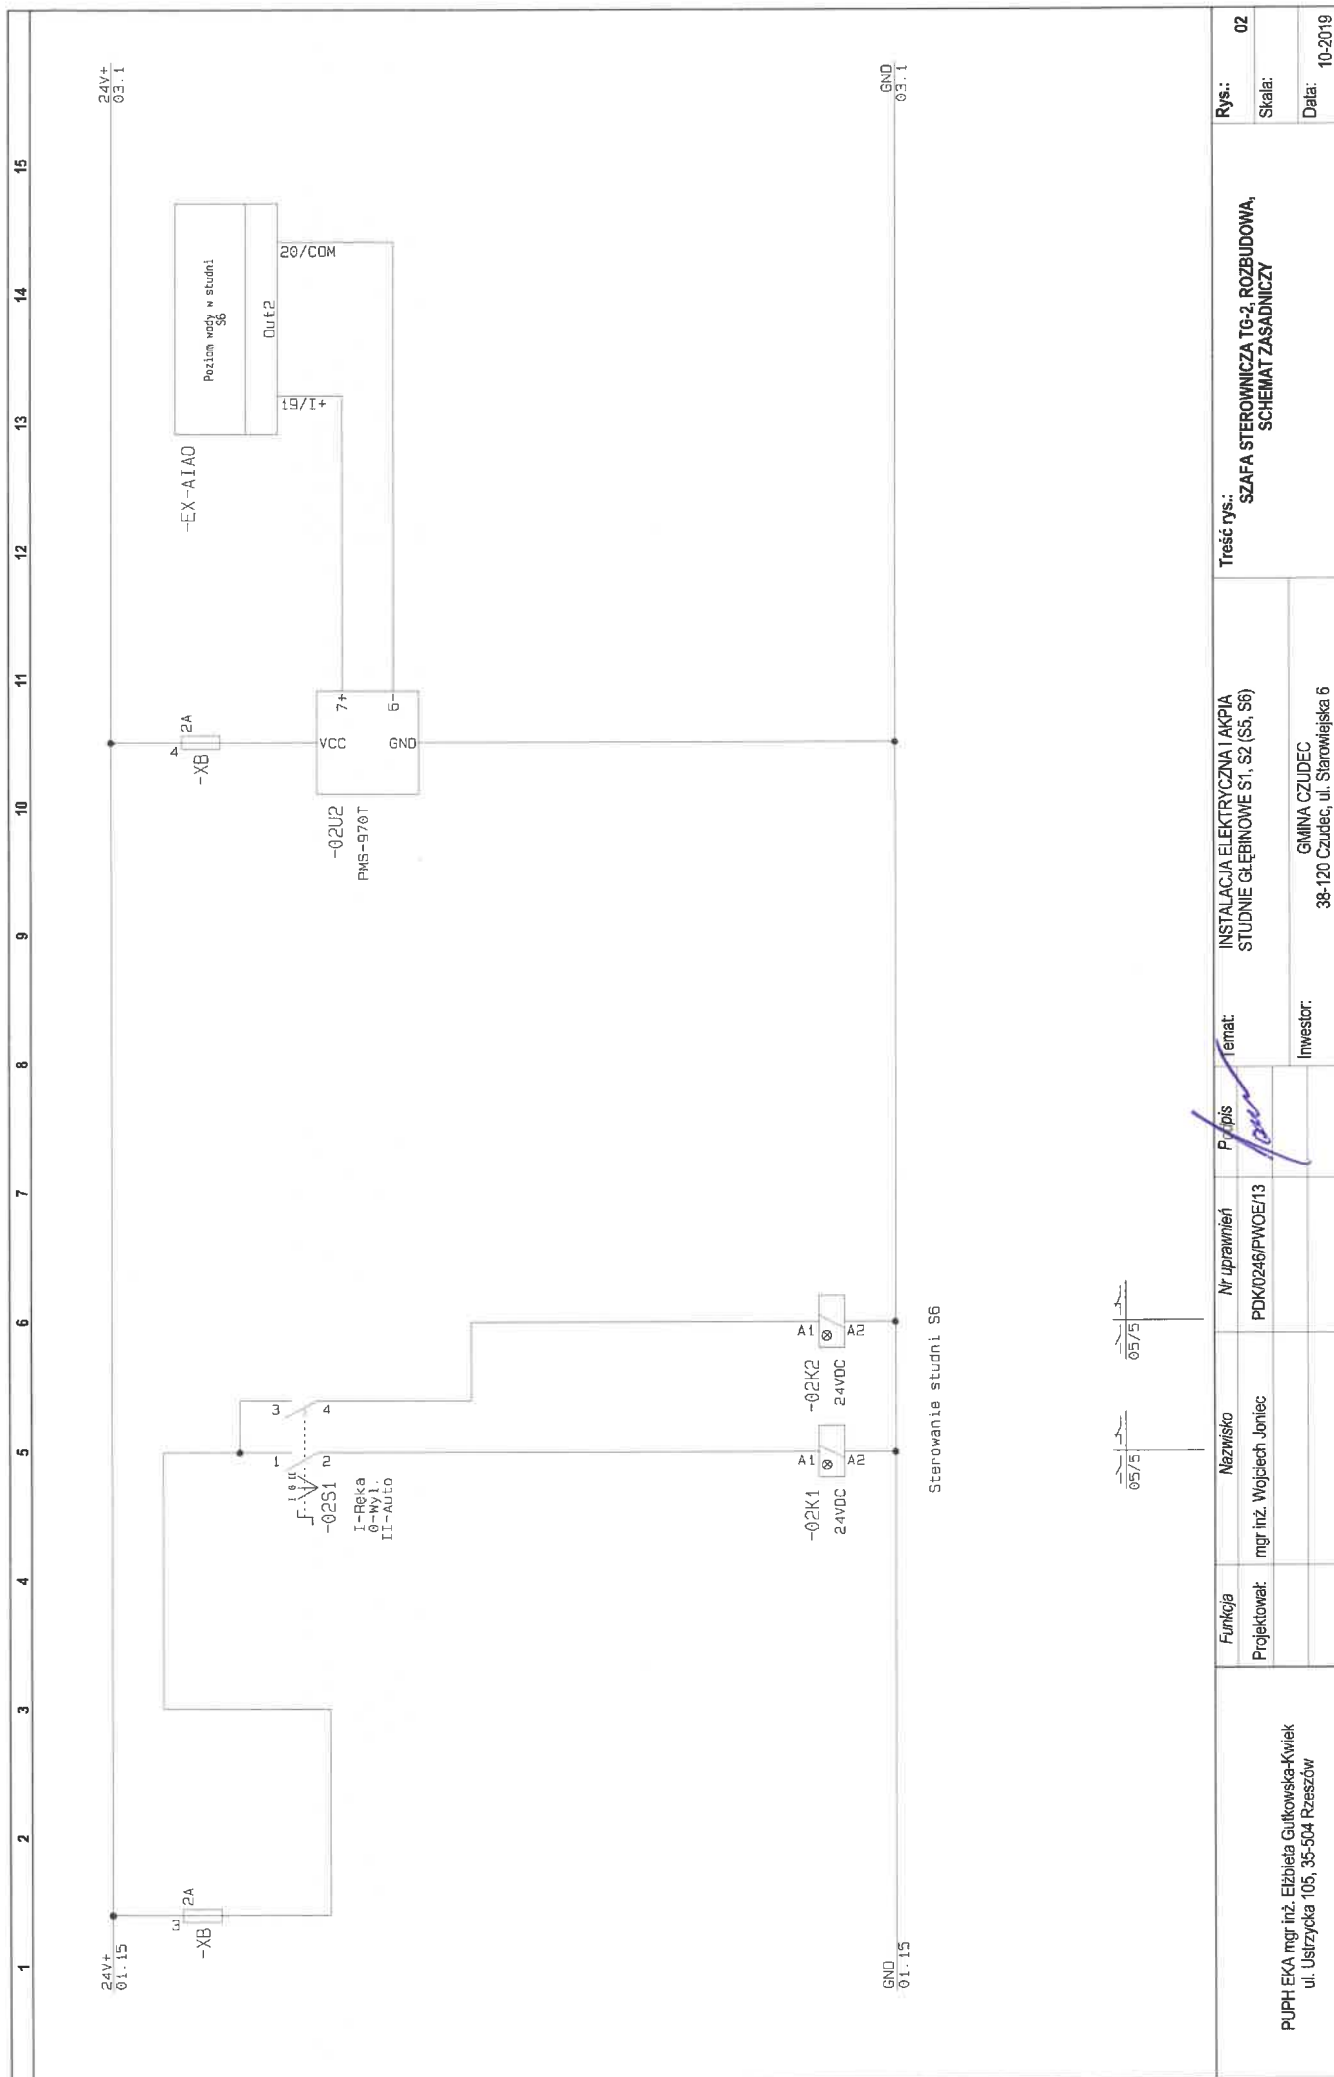 1 2 3 4 5 6 7 8 9 10 11 12 13 14 15
24V+
01.15
24V+
03.1
3
2A
-XB
4
2A
-XB
1
2
3
4
I 0 II
-02S1
I-Ręka
0-Wył.
II-Auto
VCC
GND
7+
6-
-02U2
PMS-970T
-EX-AIAO
Poziom wody w studni
S6
Out2
19/I+
20/COM
A1
A2
-02K1
24VDC
A1
A2
-02K2
24VDC
GND
01.15
GND
03.1
Sterowanie studni S6
05/5
05/5
PUPH EKA mgr inż. Elżbieta Gutkowska-Kwiek
ul. Ustrzycka 105, 35-504 Rzeszów
Funkcja Nazwisko Nr uprawnień Podpis
Projektował: mgr inż. Wojciech Joniec PDK/0246/PWOE/13
Temat:
INSTALACJA ELEKTRYCZNA I AKPIA
STUDNIE GŁĘBINOWE S1, S2 (S5, S6)
Inwestor:
GMINA CZUDEC
38-120 Czudec, ul. Starowiejska 6
Treść rys.:
SZAFA STEROWNICZA TG-2, ROZBUDOWA,
SCHEMAT ZASADNICZY
Rys.: 02
Skala:
Data: 10-2019